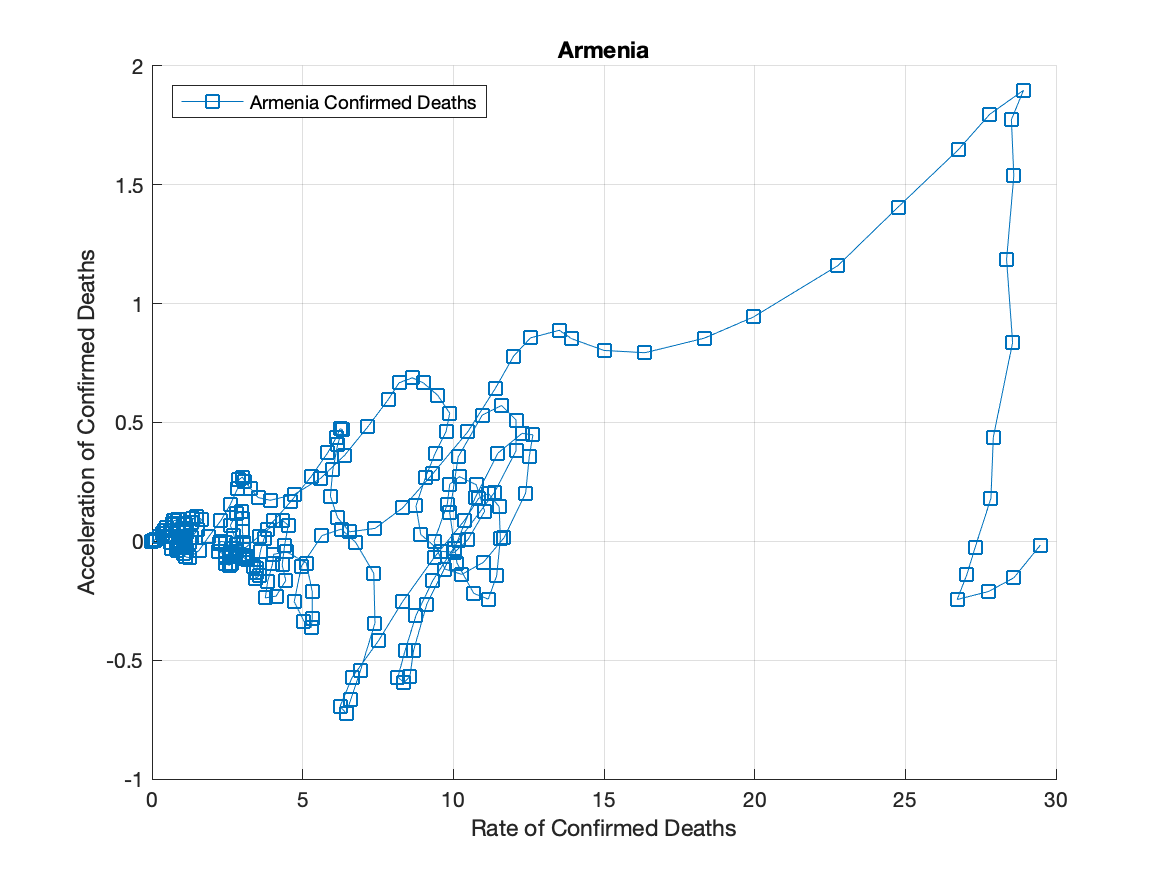 Armenia
Armenia Confirmed Deaths
2
1.5
1
0.5
0
-0.5
-1
Acceleration of Confirmed Deaths
0 5 10 15 20 25 30
Rate of Confirmed Deaths